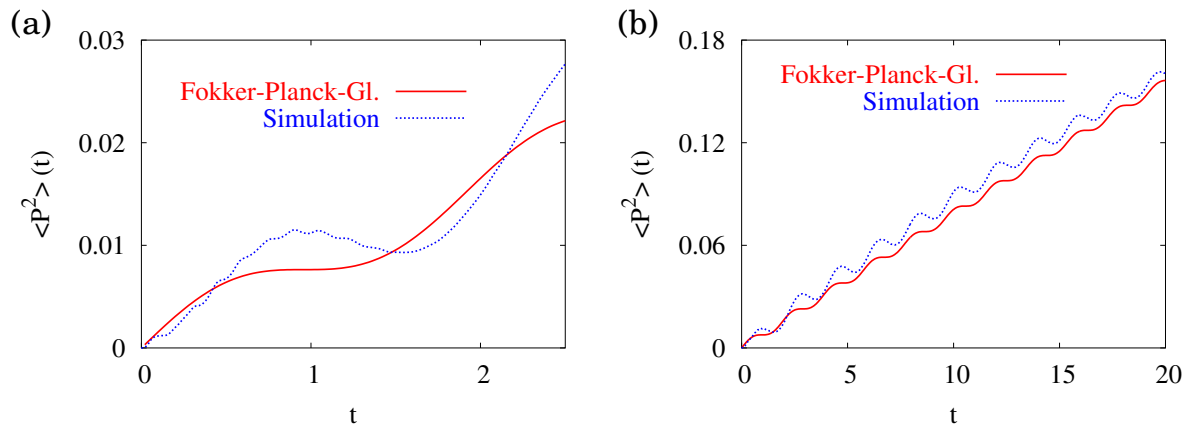 (a)
0.03
0.02
0.01
0
<P²> (t)
Fokker-Planck-Gl.
Simulation
0
1
2
t
(b)
0.18
0.12
0.06
0
<P²> (t)
Fokker-Planck-Gl.
Simulation
0
5
10
15
20
t